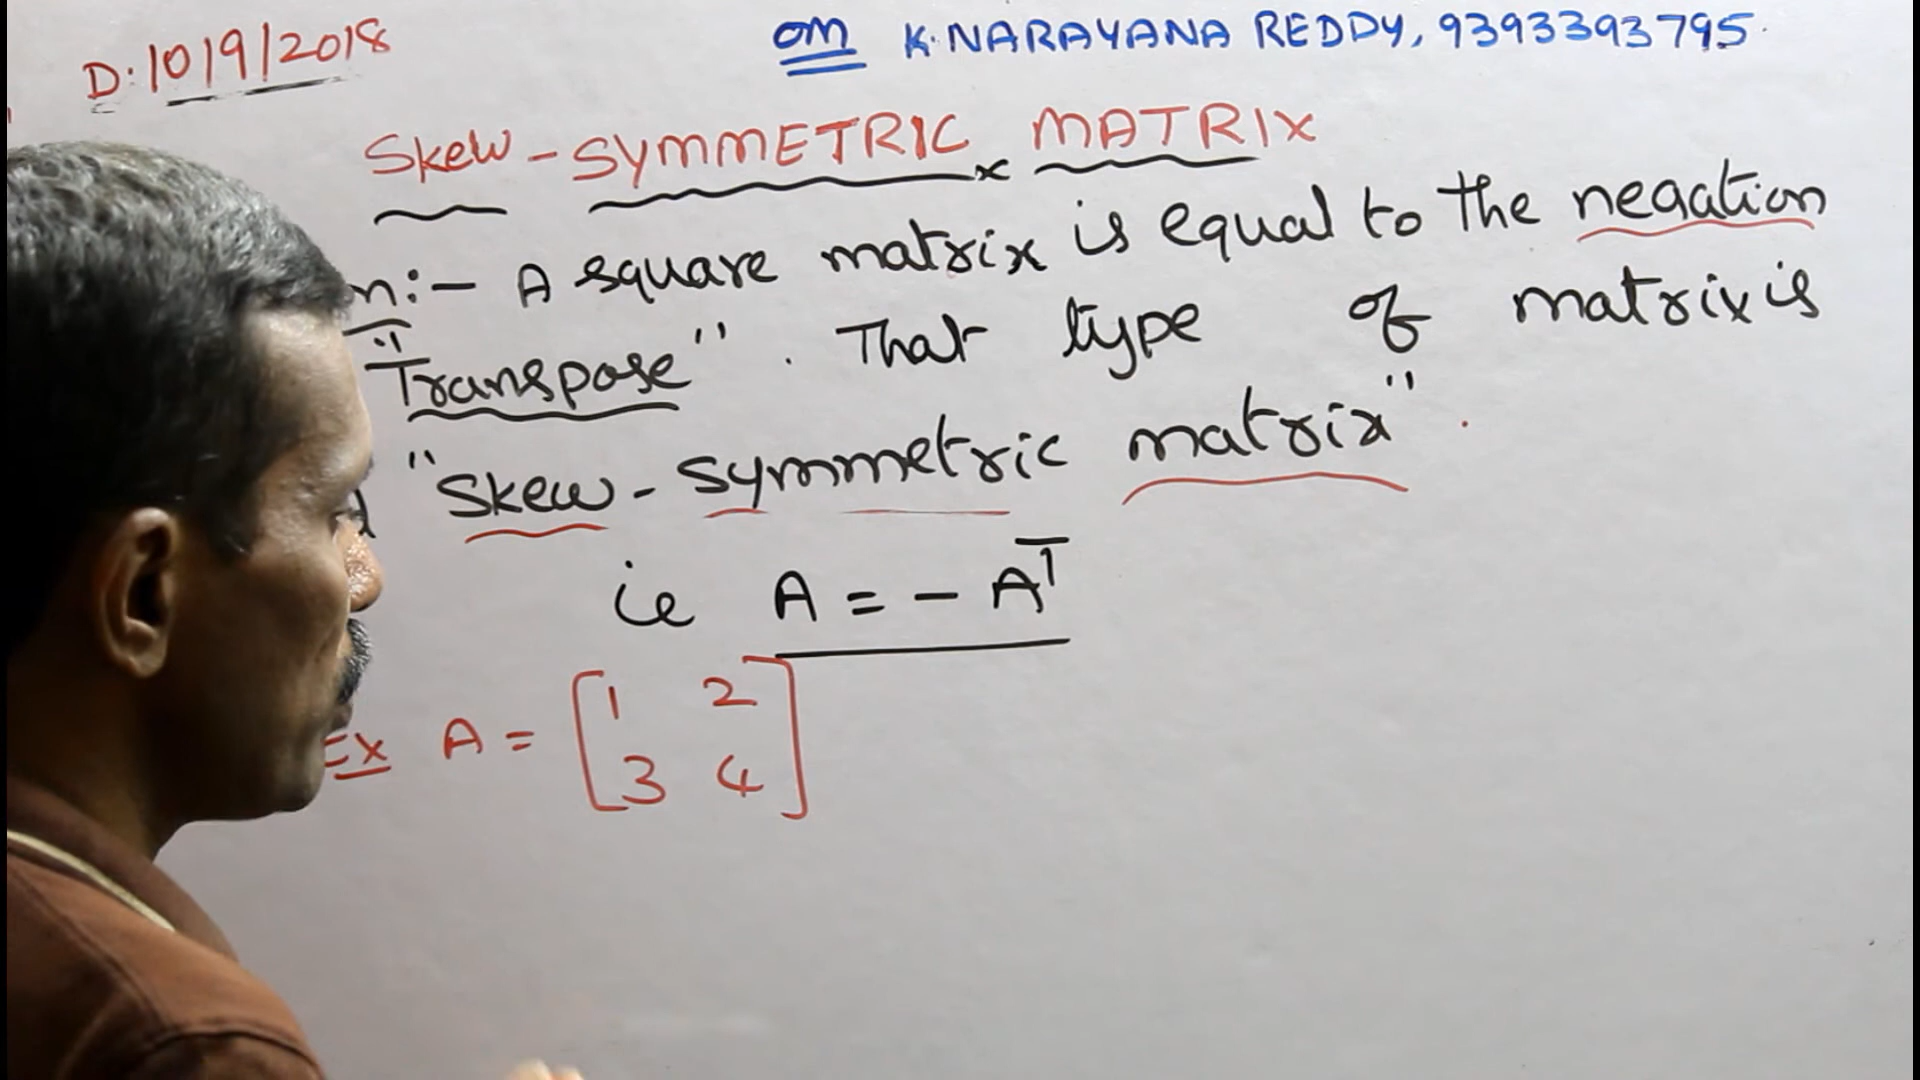 D:10/9/2018
om K.NARAYANA REDDY, 9393393795.
Skew-SYMMETRIC MATRIX
n:- A square matrix is equal to the negation
"Transpose". That type of matrix is
"Skew-symmetric matrix".
ie A = - Aᵀ
Ex A = [1 2
3 4]